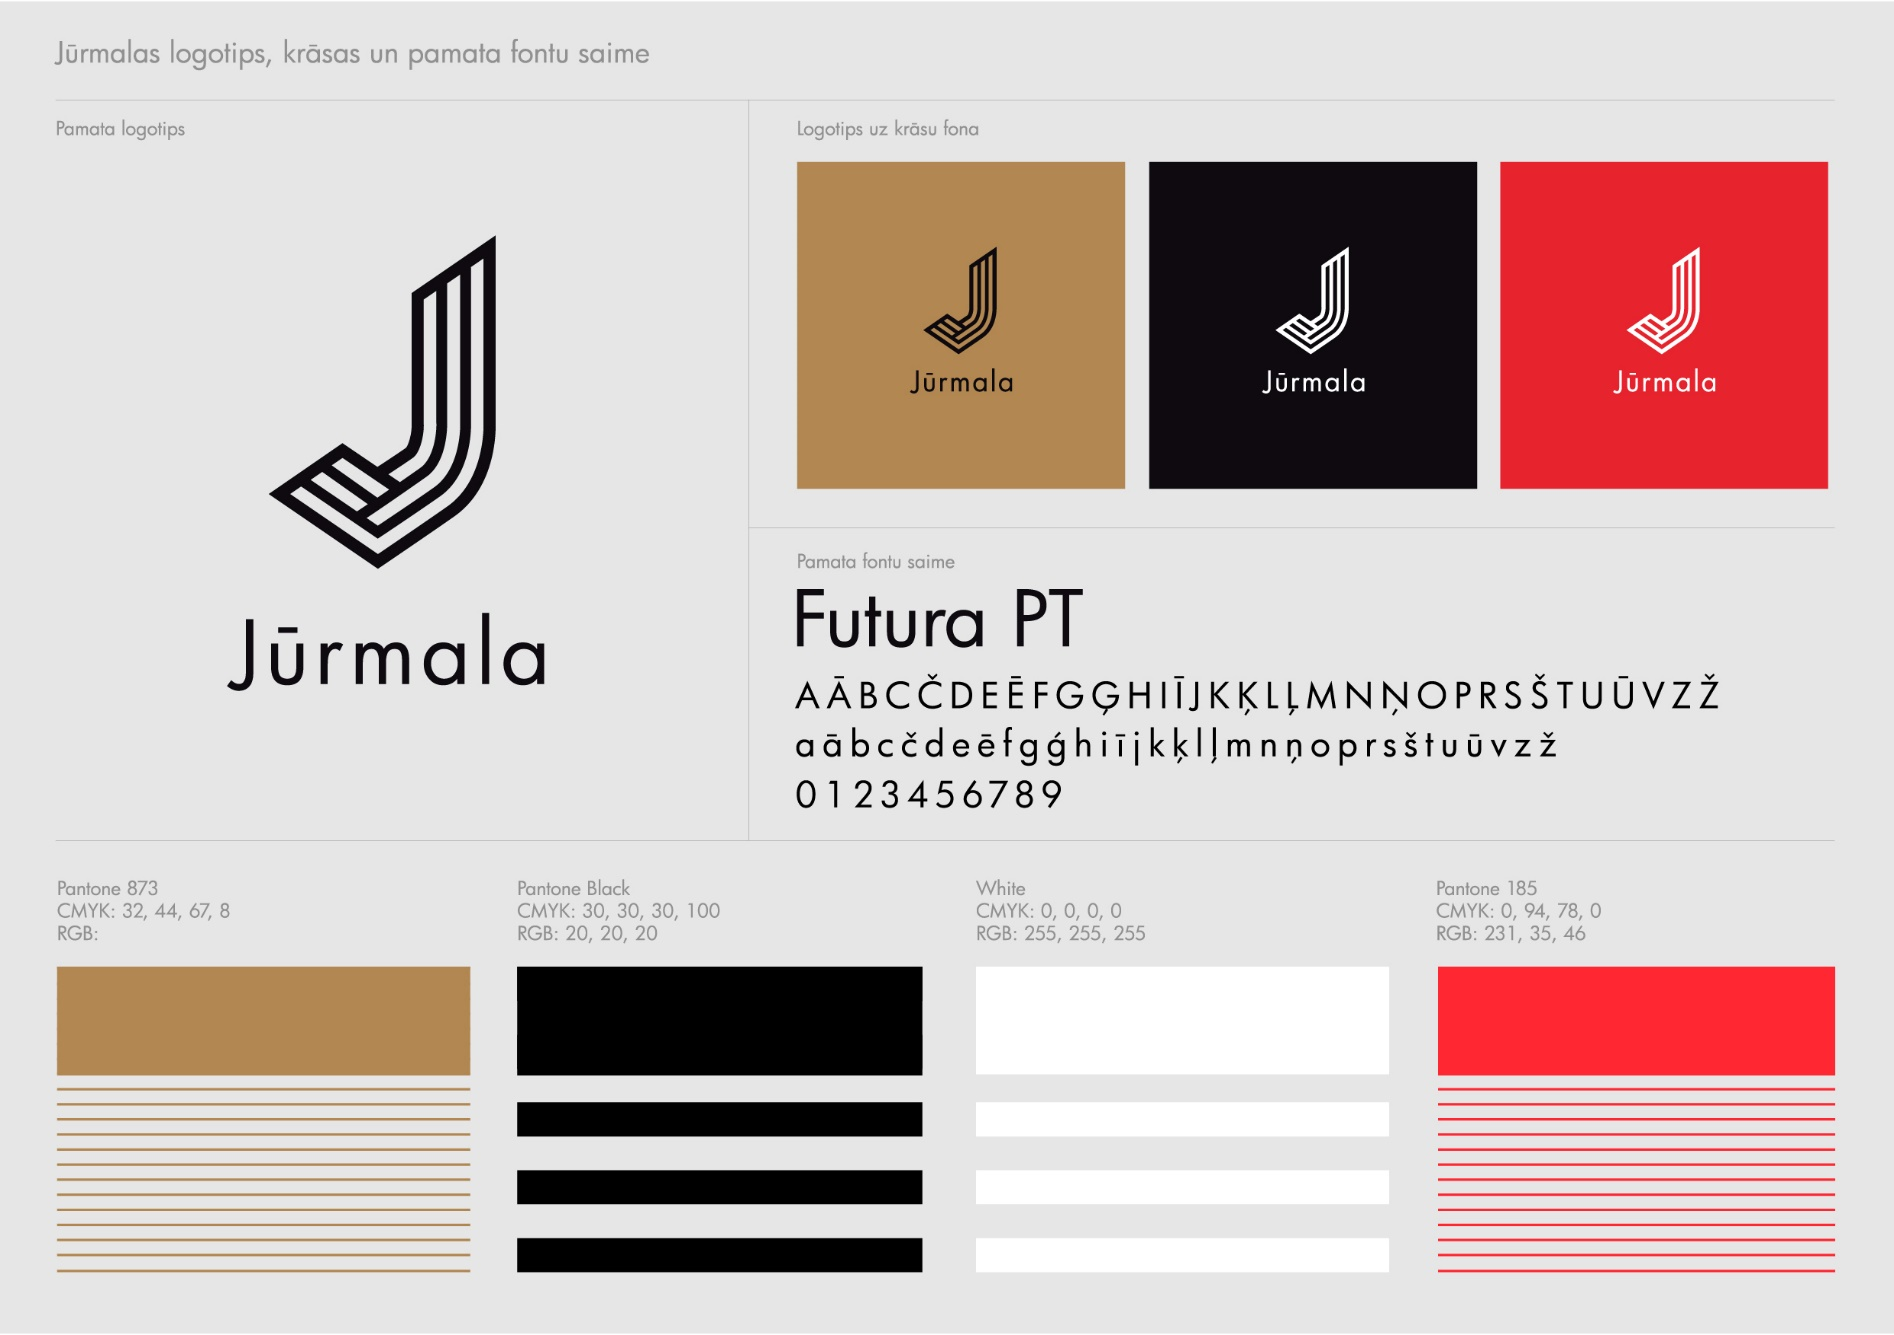 Jūrmalas logotips, krāsas un pamata fontu saime
Pamata logotips
Jūrmala
Logotips uz krāsu fona
Jūrmala
Jūrmala
Jūrmala
Pamata fontu saime
Futura PT
AĀBCČDEĒFGĢHIĪJKĶLĻMNŅOPRSŠTUŪVZŽ
aābcčdeēfgģhiījkķlļmnņoprsštuūvzž
0123456789
Pantone 873
CMYK: 32, 44, 67, 8
RGB:
Pantone Black
CMYK: 30, 30, 30, 100
RGB: 20, 20, 20
White
CMYK: 0, 0, 0, 0
RGB: 255, 255, 255
Pantone 185
CMYK: 0, 94, 78, 0
RGB: 231, 35, 46